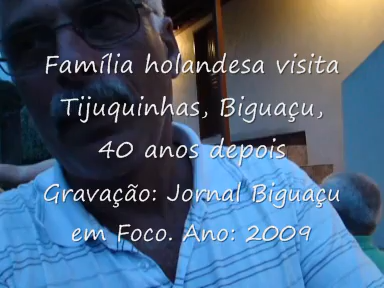 Família holandesa visita
Tijuquinhas, Biguaçu,
40 anos depois
Gravação: Jornal Biguaçu
em Foco. Ano: 2009